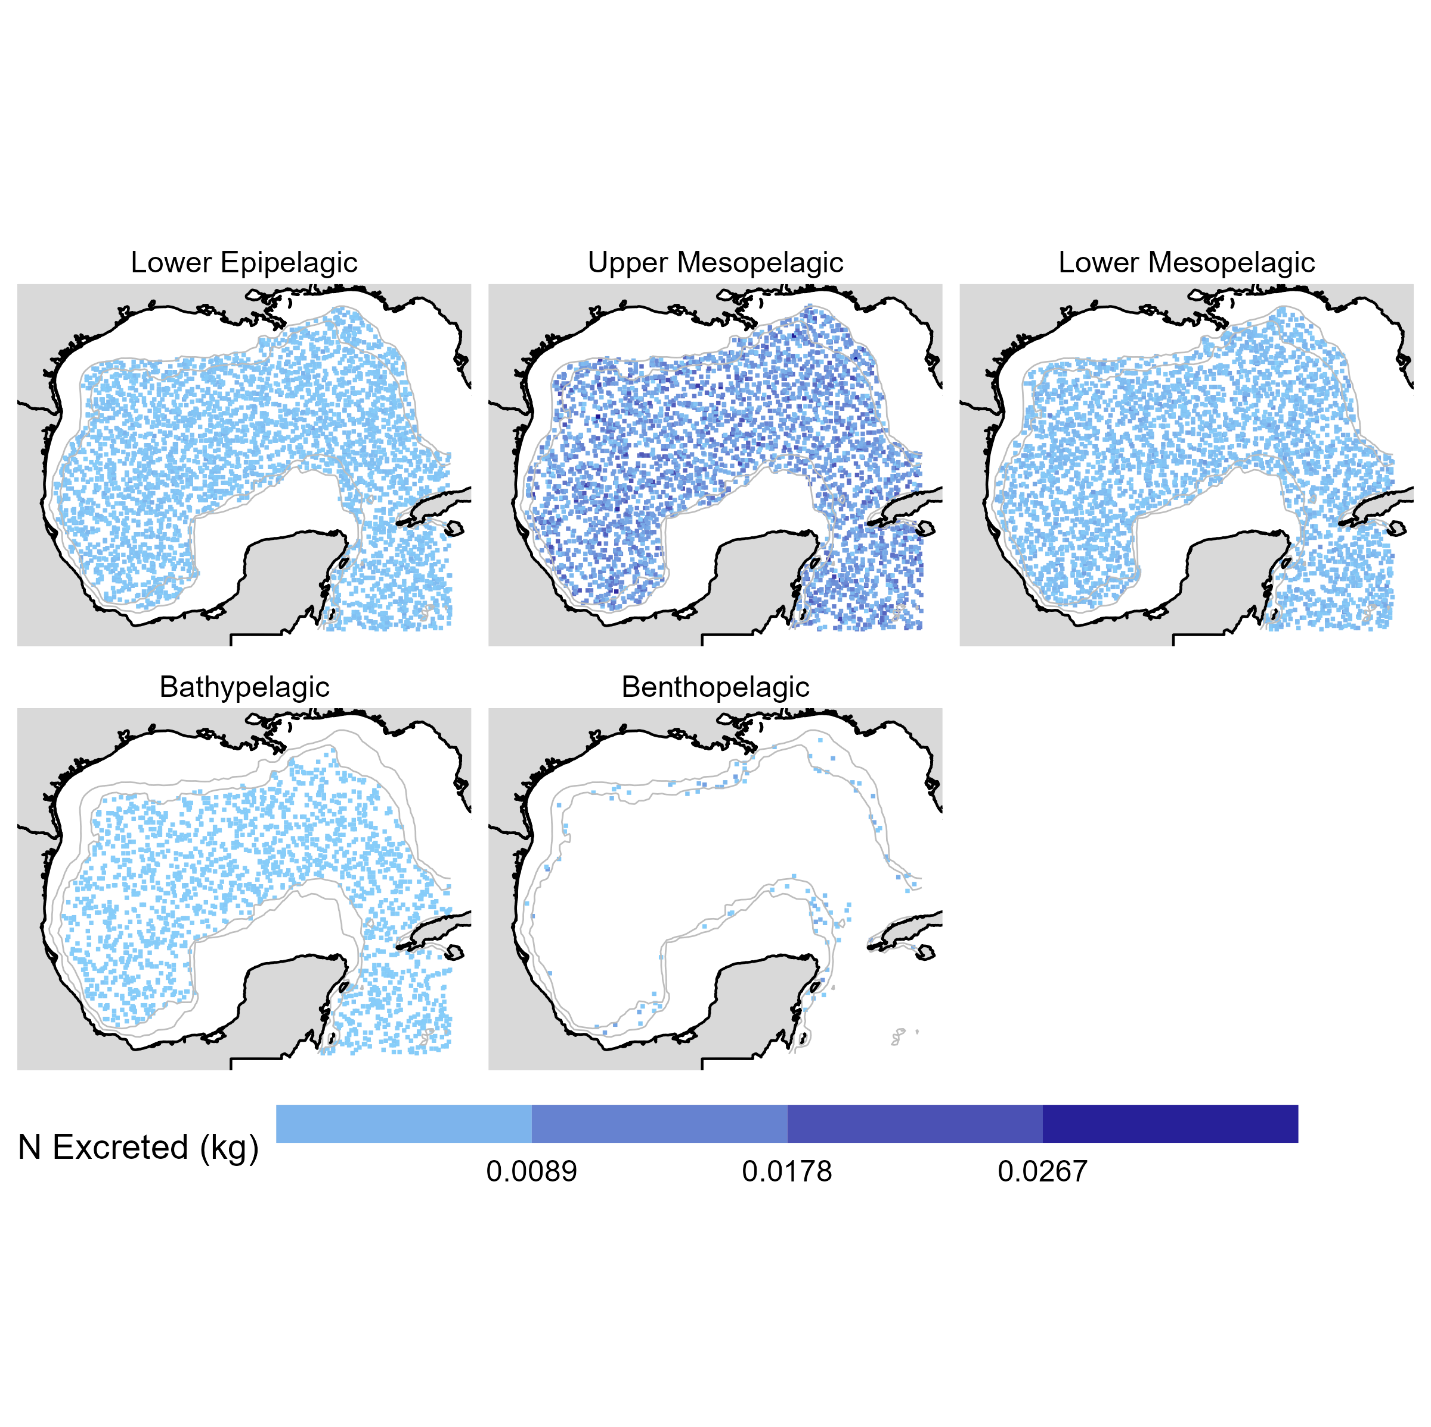 Lower Epipelagic
Upper Mesopelagic
Lower Mesopelagic
Bathypelagic
Benthopelagic
N Excreted (kg)
0.0089
0.0178
0.0267